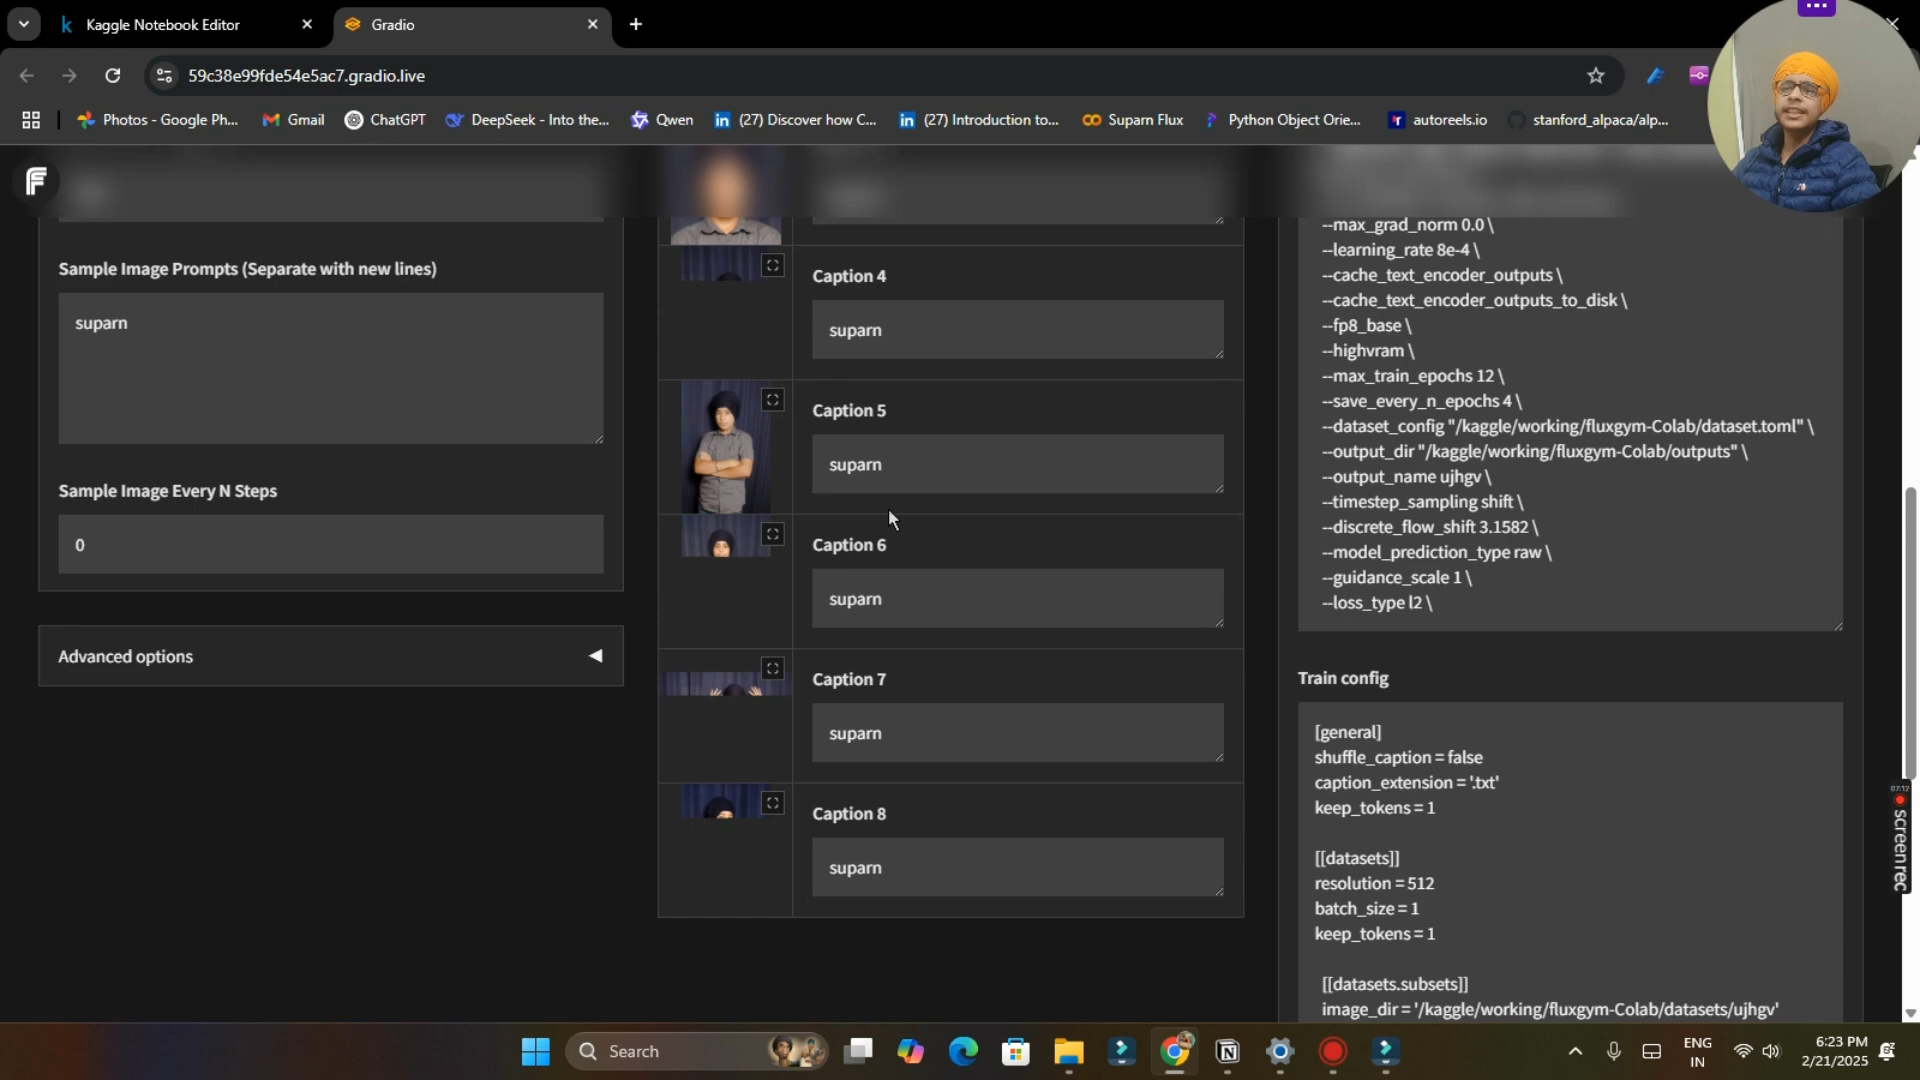 Kaggle Notebook Editor
Gradio
59c38e99fde54e5ac7.gradio.live
Photos - Google Ph...
Gmail
ChatGPT
DeepSeek - Into the...
Qwen
(27) Discover how C...
(27) Introduction to...
Suparn Flux
Python Object Orie...
autoreels.io
stanford_alpaca/alp...
Sample Image Prompts (Separate with new lines)
suparn
Sample Image Every N Steps
0
Advanced options
Caption 4
suparn
Caption 5
suparn
Caption 6
suparn
Caption 7
suparn
Caption 8
suparn
--max_grad_norm 0.0 \
--learning_rate 8e-4 \
--cache_text_encoder_outputs \
--cache_text_encoder_outputs_to_disk \
--fp8_base \
--highvram \
--max_train_epochs 12 \
--save_every_n_epochs 4 \
--dataset_config "/kaggle/working/fluxgym-Colab/dataset.toml" \
--output_dir "/kaggle/working/fluxgym-Colab/outputs" \
--output_name ujhgv \
--timestep_sampling shift \
--discrete_flow_shift 3.1582 \
--model_prediction_type raw \
--guidance_scale 1 \
--loss_type l2 \
Train config
[general]
shuffle_caption = false
caption_extension = '.txt'
keep_tokens = 1
[[datasets]]
resolution = 512
batch_size = 1
keep_tokens = 1
[[datasets.subsets]]
image_dir = '/kaggle/working/fluxgym-Colab/datasets/ujhgv'
07:12
screenrec
Search
ENG
IN
6:23 PM
2/21/2025